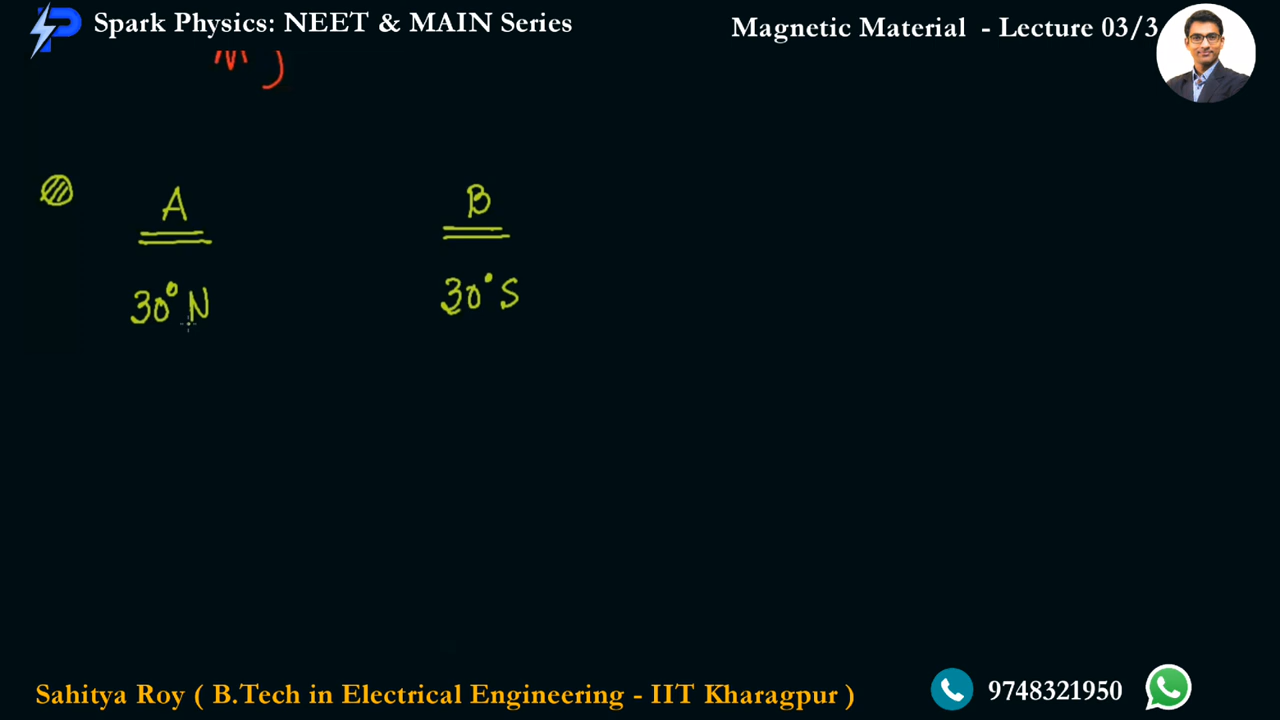 Spark Physics: NEET & MAIN Series
Magnetic Material - Lecture 03/3
A B
30° N 30° S
Sahitya Roy ( B.Tech in Electrical Engineering - IIT Kharagpur )
9748321950